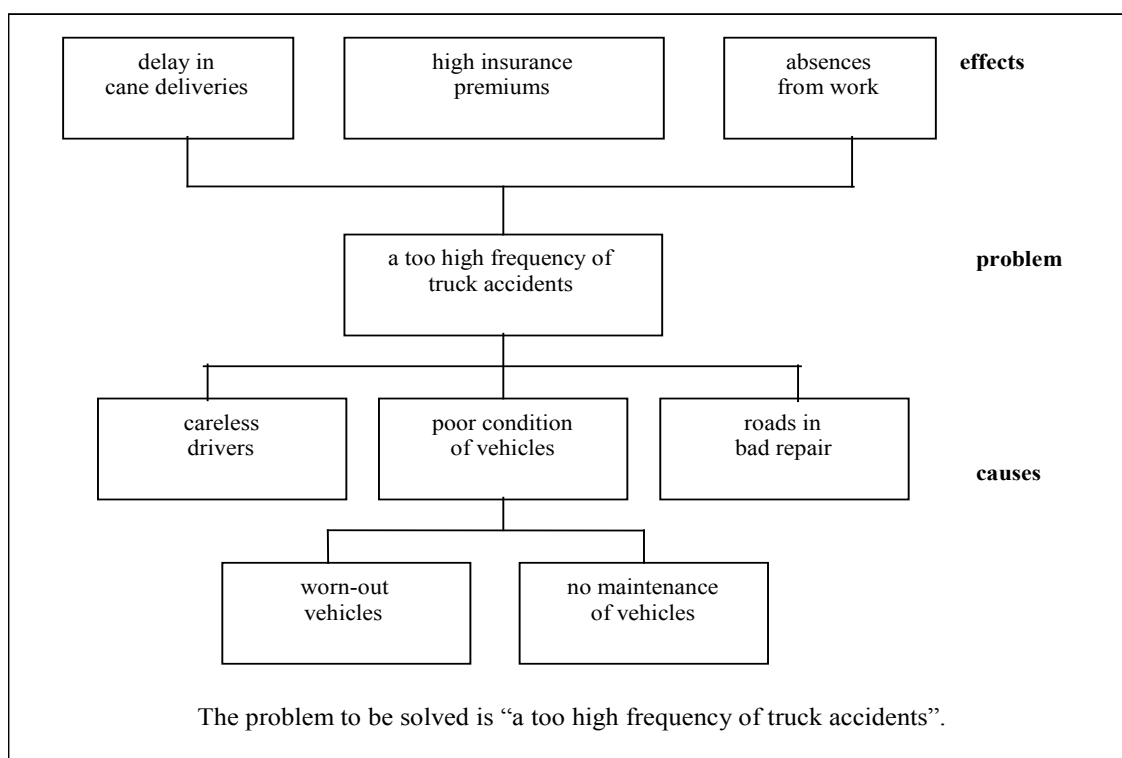 delay in
cane deliveries
high insurance
premiums
absences
from work
effects
a too high frequency of
truck accidents
problem
careless
drivers
poor condition
of vehicles
roads in
bad repair
causes
worn-out
vehicles
no maintenance
of vehicles
The problem to be solved is “a too high frequency of truck accidents”.